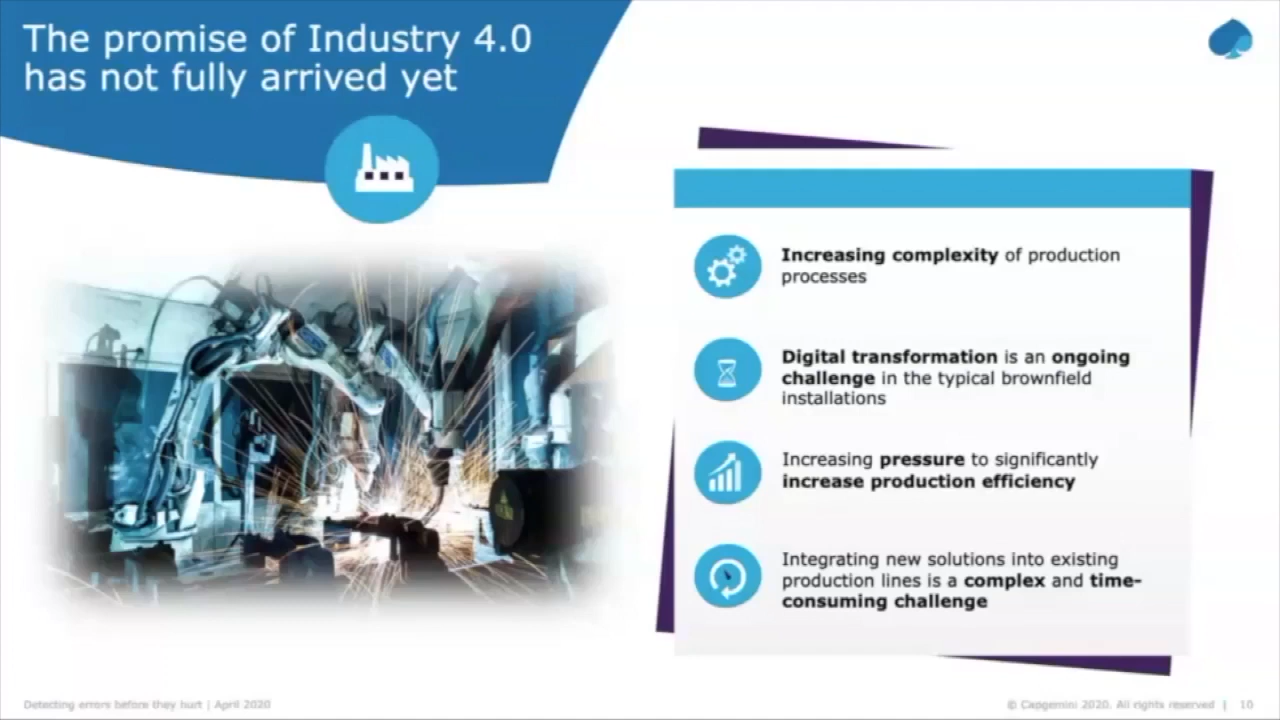 The promise of Industry 4.0
has not fully arrived yet
Increasing complexity of production
processes
Digital transformation is an ongoing
challenge in the typical brownfield
installations
Increasing pressure to significantly
increase production efficiency
Integrating new solutions into existing
production lines is a complex and time-
consuming challenge
Detecting errors before they hurt | April 2020
© Capgemini 2020. All rights reserved | 10